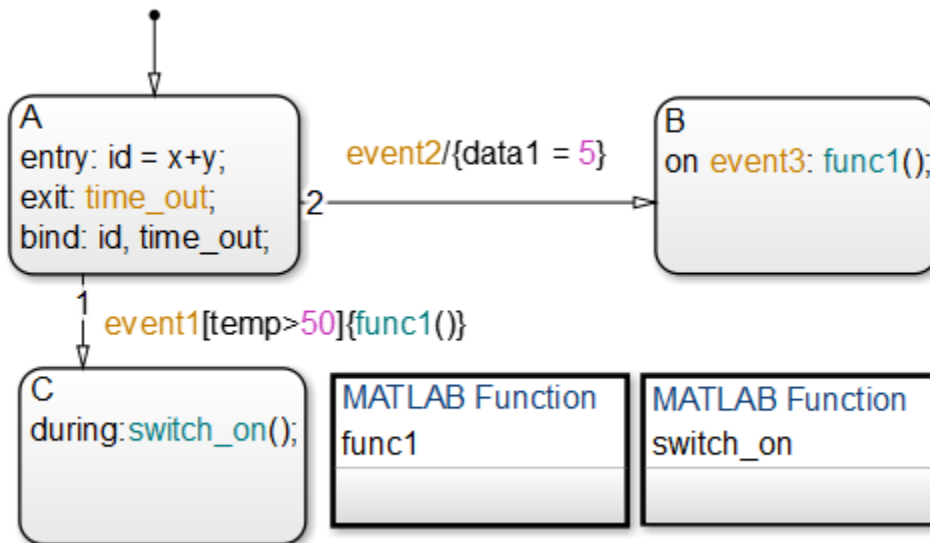 A
entry: id = x+y;
exit: time_out;
bind: id, time_out;
event2/{data1 = 5}
2
B
on event3: func1();
1
event1[temp>50]{func1()}
C
during:switch_on();
MATLAB Function
func1
MATLAB Function
switch_on